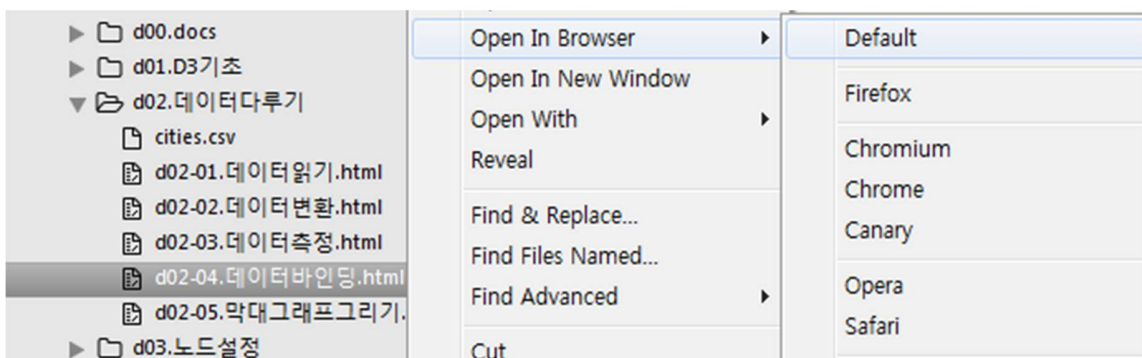 d00.docs
d01.D3기초
d02.데이터다루기
cities.csv
d02-01.데이터읽기.html
d02-02.데이터변환.html
d02-03.데이터측정.html
d02-04.데이터바인딩.html
d02-05.막대그래프그리기.
d03.노드설정
Open In Browser
Open In New Window
Open With
Reveal
Find & Replace...
Find Files Named...
Find Advanced
Cut
Default
Firefox
Chromium
Chrome
Canary
Opera
Safari